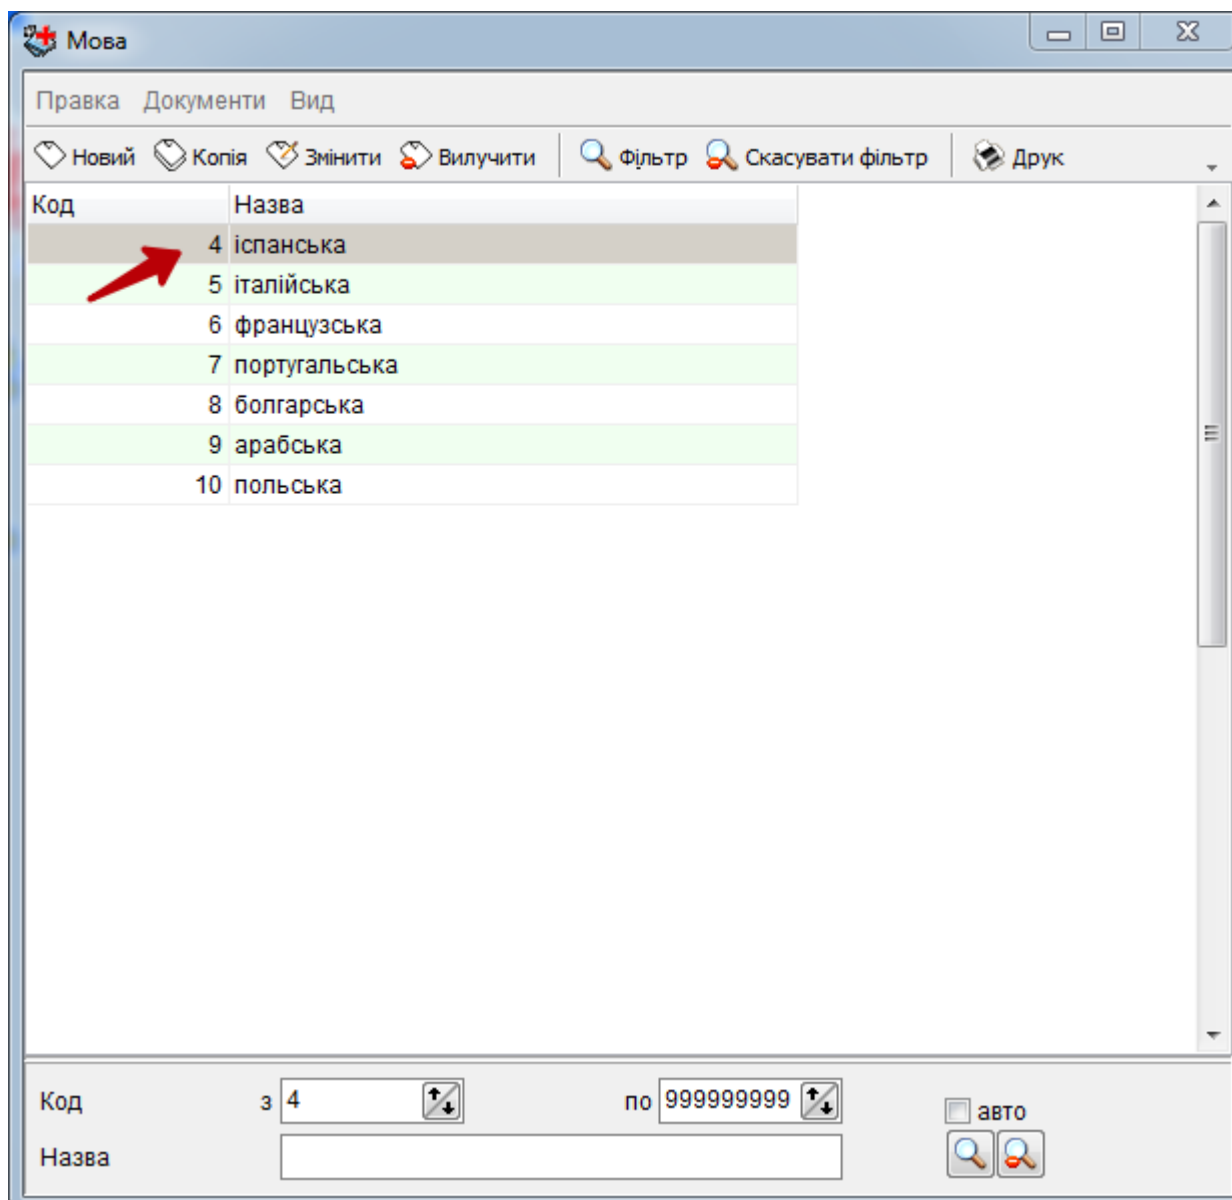 Мова
Правка Документи Вид
Новий Копія Змінити Вилучити Фільтр Скасувати фільтр Друк
Код Назва
4 іспанська
5 італійська
6 французська
7 португальська
8 болгарська
9 арабська
10 польська
Код з 4 по 999999999 авто
Назва